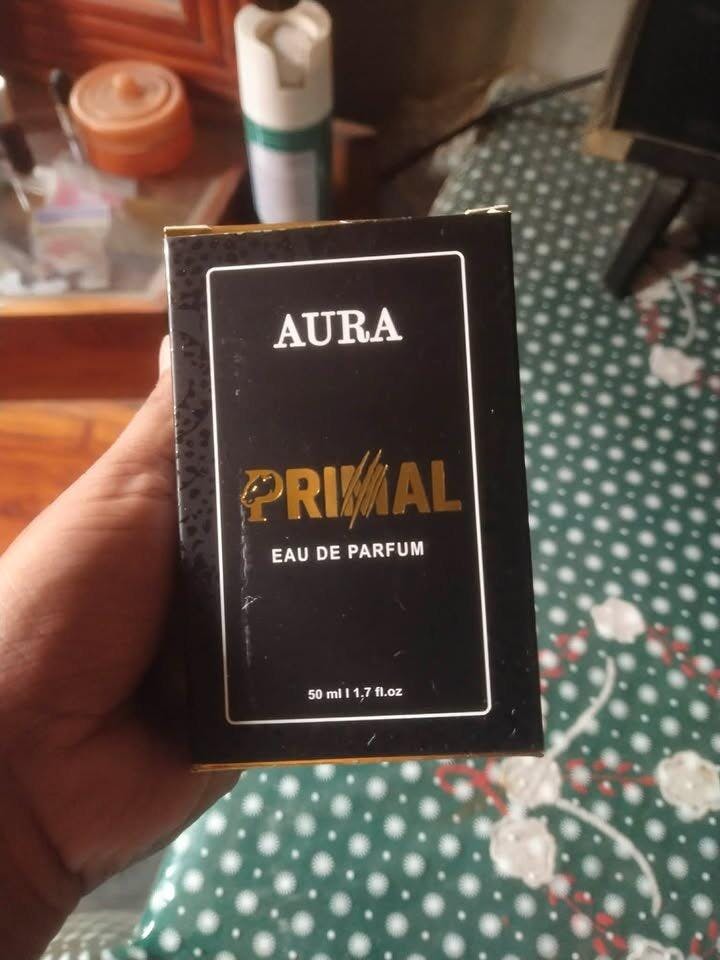 AURA
PRIMAL
EAU DE PARFUM
50 ml I 1,7 fl.oz